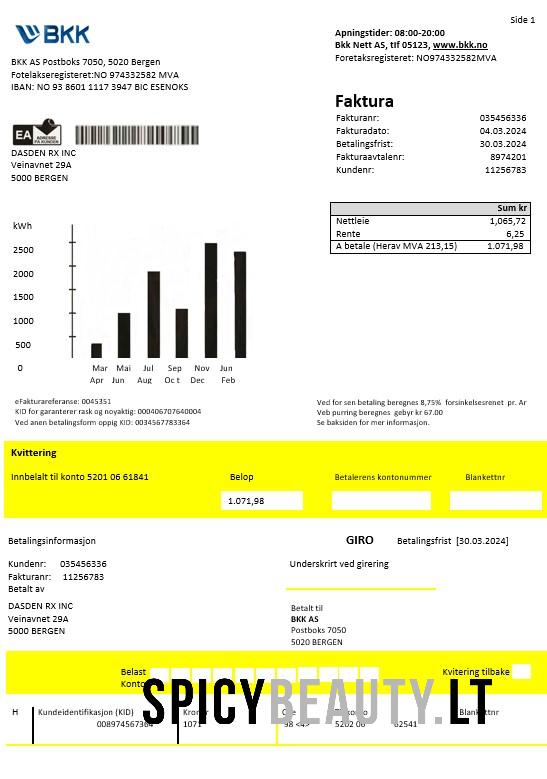 Side 1
BKK
BKK AS Postboks 7050, 5020 Bergen
Fotelakseregisteret:NO 974332582 MVA
IBAN: NO 93 8601 1117 3947 BIC ESENOKS
Apningstider: 08:00-20:00
Bkk Nett AS, tlf 05123, www.bkk.no
Foretaksregisteret: NO974332582MVA
EA ADRESSE PA KUNDEN
DASDEN RX INC
Veinavnet 29A
5000 BERGEN
Faktura
Fakturanr: 035456336
Fakturadato: 04.03.2024
Betalingsfrist: 30.03.2024
Fakturaavtalenr: 8974201
Kundenr: 11256783
Sum kr
Nettleie 1,065,72
Rente 6,25
A betale (Herav MVA 213,15) 1.071,98
kWh
2500
2000
1500
1000
500
0
Mar Mai Jul Sep Nov Jun
Apr Jun Aug Oct Dec Feb
eFakturareferanse: 0045351
KID for garanterer rask og noyaktig: 000406707640004
Ved anen betalingsform oppig KID: 0034567783364
Ved for sen betaling beregnes 8,75% forsinkelsesrenet pr. Ar
Veb purring beregnes gebyr kr 67.00
Se baksiden for mer informasjon.
Kvittering
Innbelalt til konto 5201 06 61841 Belop Betalerens kontonummer Blankettnr
1.071,98
Betalingsinformasjon GIRO Betalingsfrist [30.03.2024]
Kundenr: 035456336
Fakturanr: 11256783
Betalt av
DASDEN RX INC
Veinavnet 29A
5000 BERGEN
Underskrirt ved girering
Betalt til
BKK AS
Postboks 7050
5020 BERGEN
Belast
Konto
Kvitering tilbake
SPICYBEAUTY.LT
H Kundeidentifikasjon (KID) Kroner
008974567364 1071 98 <4> 5202 06 62541